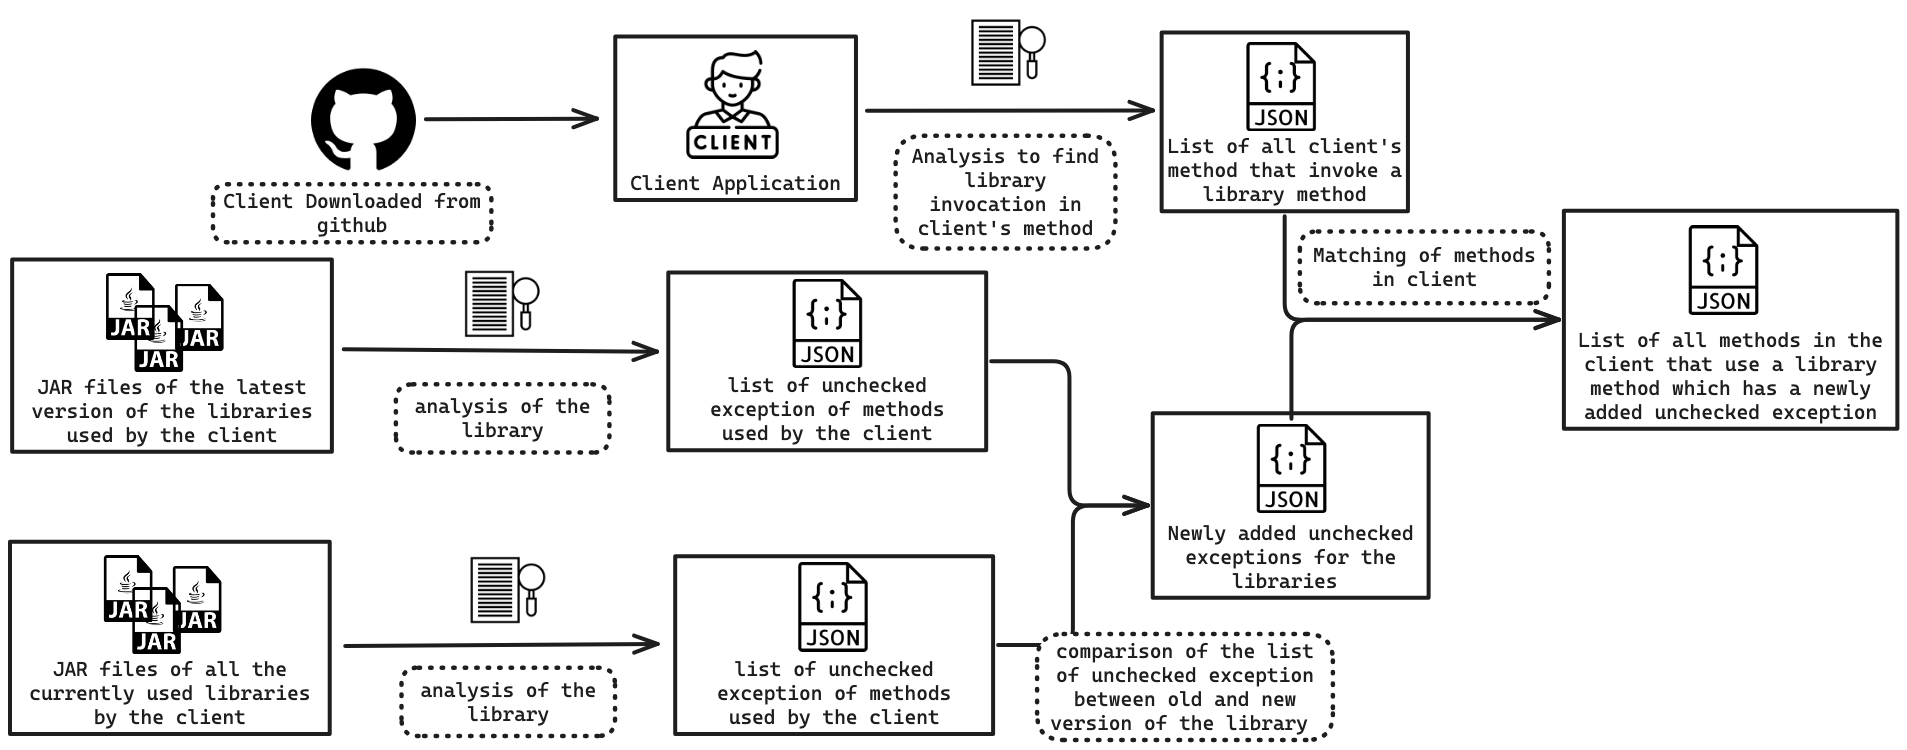 CLIENT
Client Application
Client Downloaded from
github
Analysis to find
library
invocation in
client's method
{;}
JSON
List of all client's
method that invoke a
library method
Matching of methods
in client
{;}
JSON
List of all methods in the
client that use a library
method which has a newly
added unchecked exception
JAR
JAR
JAR
JAR files of the latest
version of the libraries
used by the client
analysis of the
library
{;}
JSON
list of unchecked
exception of methods
used by the client
{;}
JSON
Newly added unchecked
exceptions for the
libraries
JAR
JAR
JAR
JAR files of all the
currently used libraries
by the client
analysis of the
library
{;}
JSON
list of unchecked
exception of methods
used by the client
comparison of the list
of unchecked exception
between old and new
version of the library